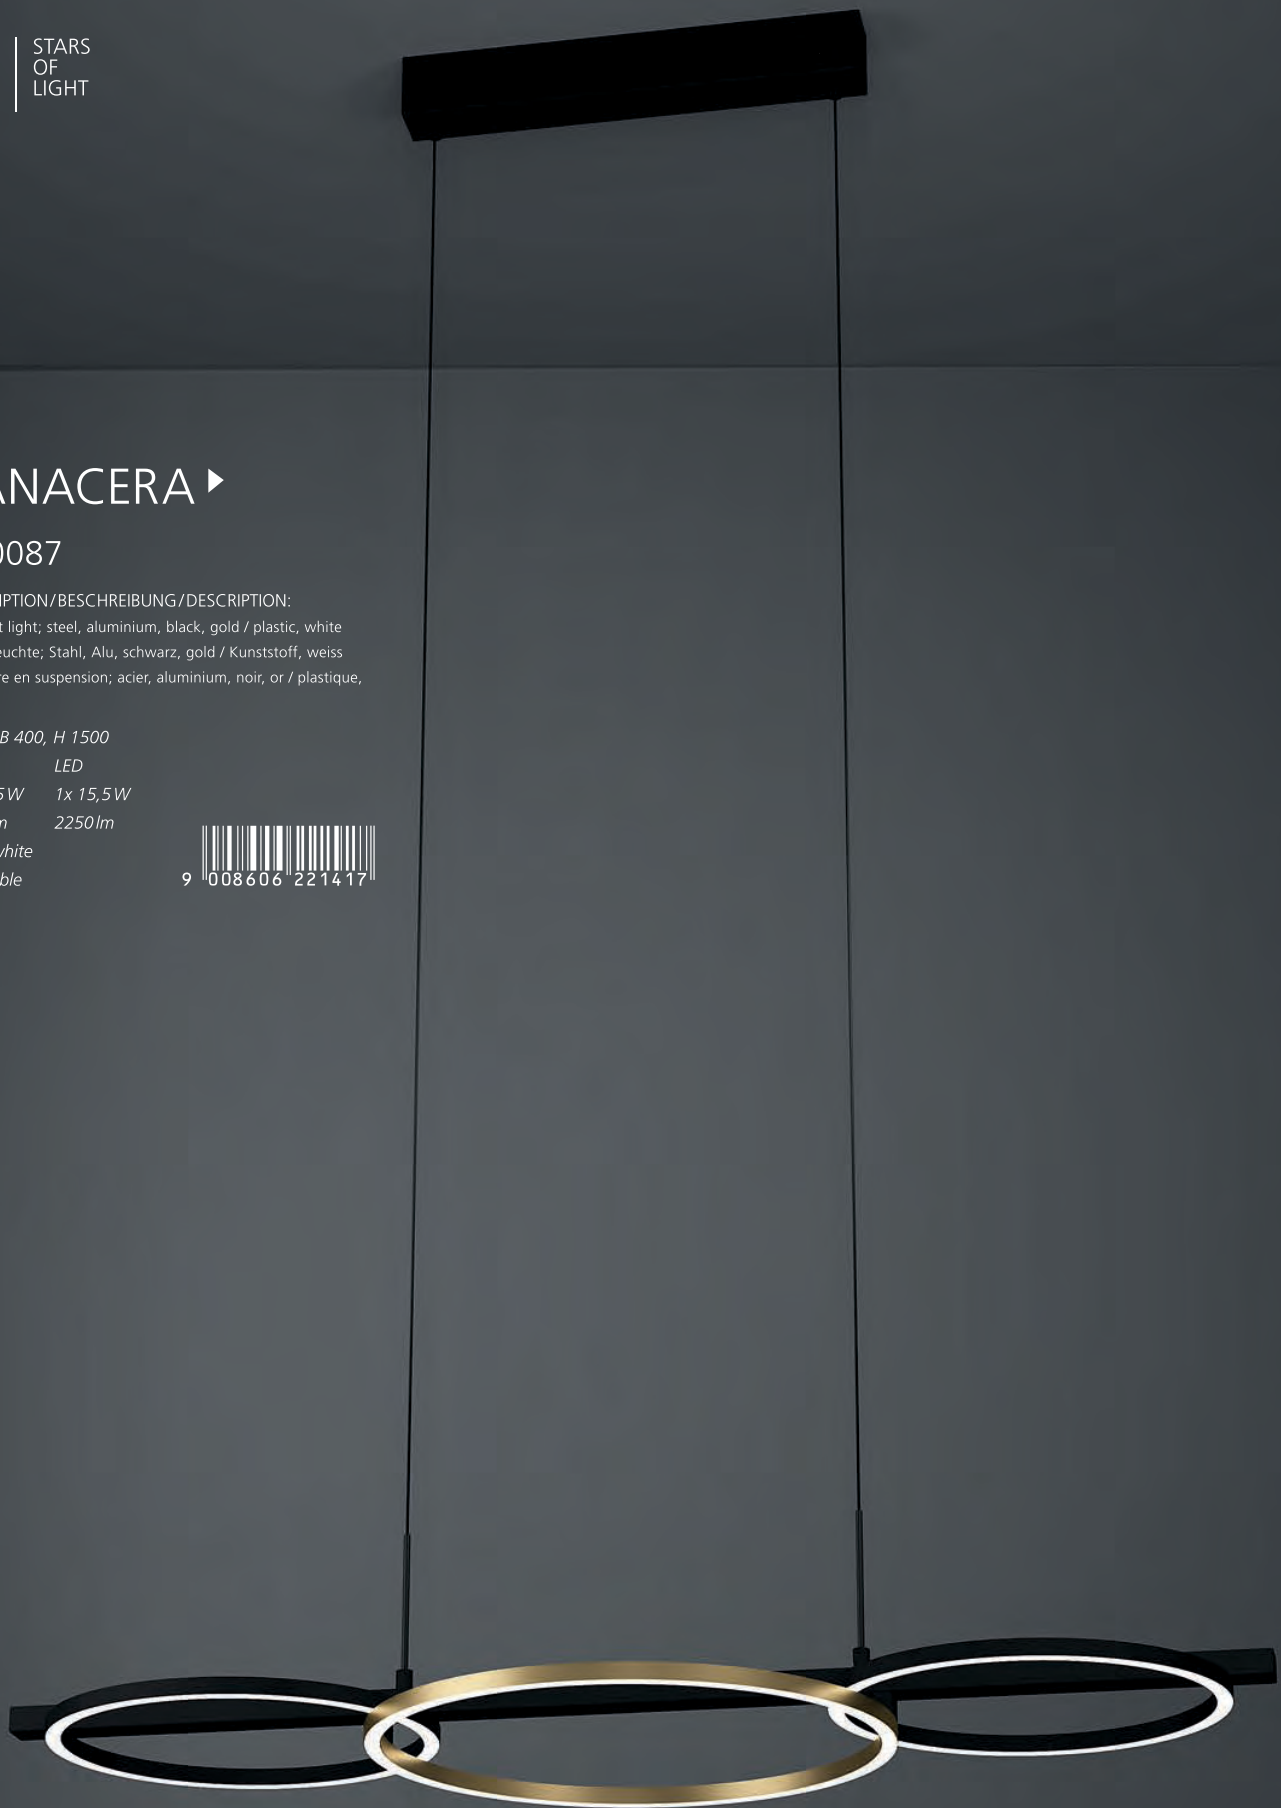 STARS
OF
LIGHT
ANACERA
0087
IPTION/BESCHREIBUNG/DESCRIPTION:
t light; steel, aluminium, black, gold / plastic, white
euchte; Stahl, Alu, schwarz, gold / Kunststoff, weiss
re en suspension; acier, aluminium, noir, or / plastique,
B 400, H 1500
LED
5W 1x 15,5W
m 2250lm
white
ble
9 008606 221417